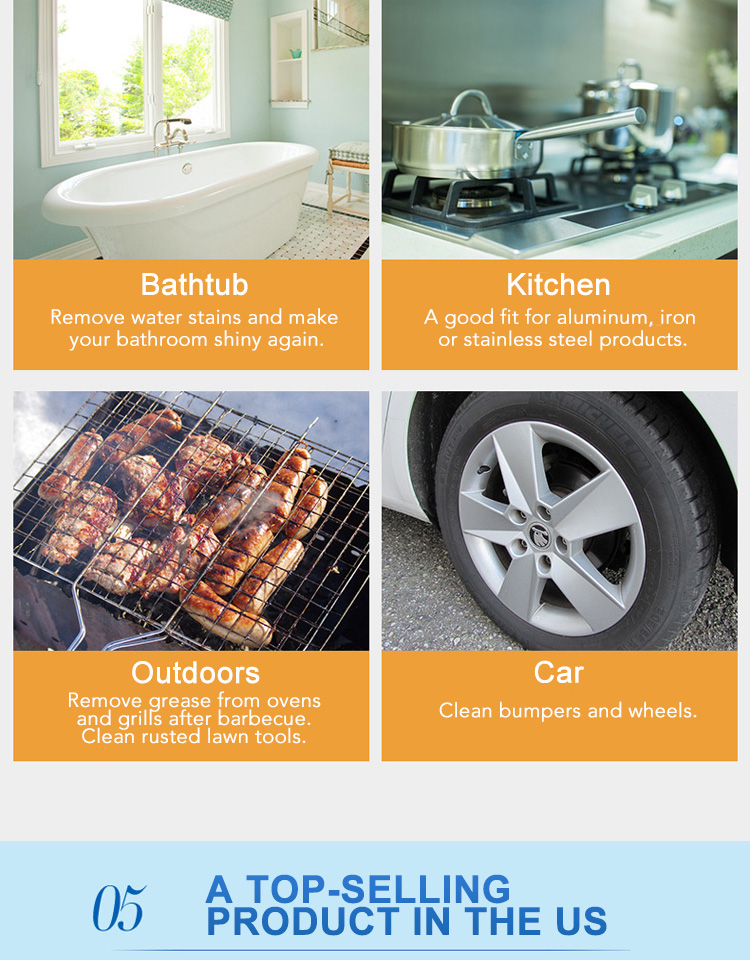 Bathtub
Remove water stains and make
your bathroom shiny again.
Kitchen
A good fit for aluminum, iron
or stainless steel products.
Outdoors
Remove grease from ovens
and grills after barbecue.
Clean rusted lawn tools.
Car
Clean bumpers and wheels.
05
A TOP-SELLING
PRODUCT IN THE US